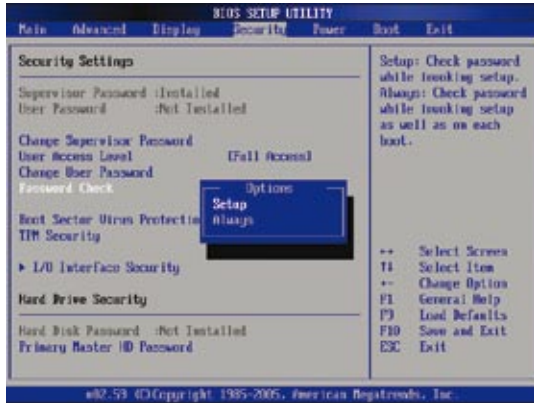 BIOS SETUP UTILITY
Main Advanced Display Security Power Boot Exit
Security Settings
Supervisor Password :Installed
User Password :Not Installed
Change Supervisor Password
User Access Level [Full Access]
Change User Password
Password Check
Boot Sector Virus Protectio
TPM Security
I/O Interface Security
Hard Drive Security
Hard Disk Password :Not Installed
Primary Master HD Password
Options
Setup
Always
Setup: Check password
while invoking setup.
Always: Check password
while invoking setup
as well as on each
boot.
↔ Select Screen
↑↓ Select Item
+- Change Option
F1 General Help
F9 Load Defaults
F10 Save and Exit
ESC Exit
v02.59 (C)Copyright 1985-2005, American Megatrends, Inc.